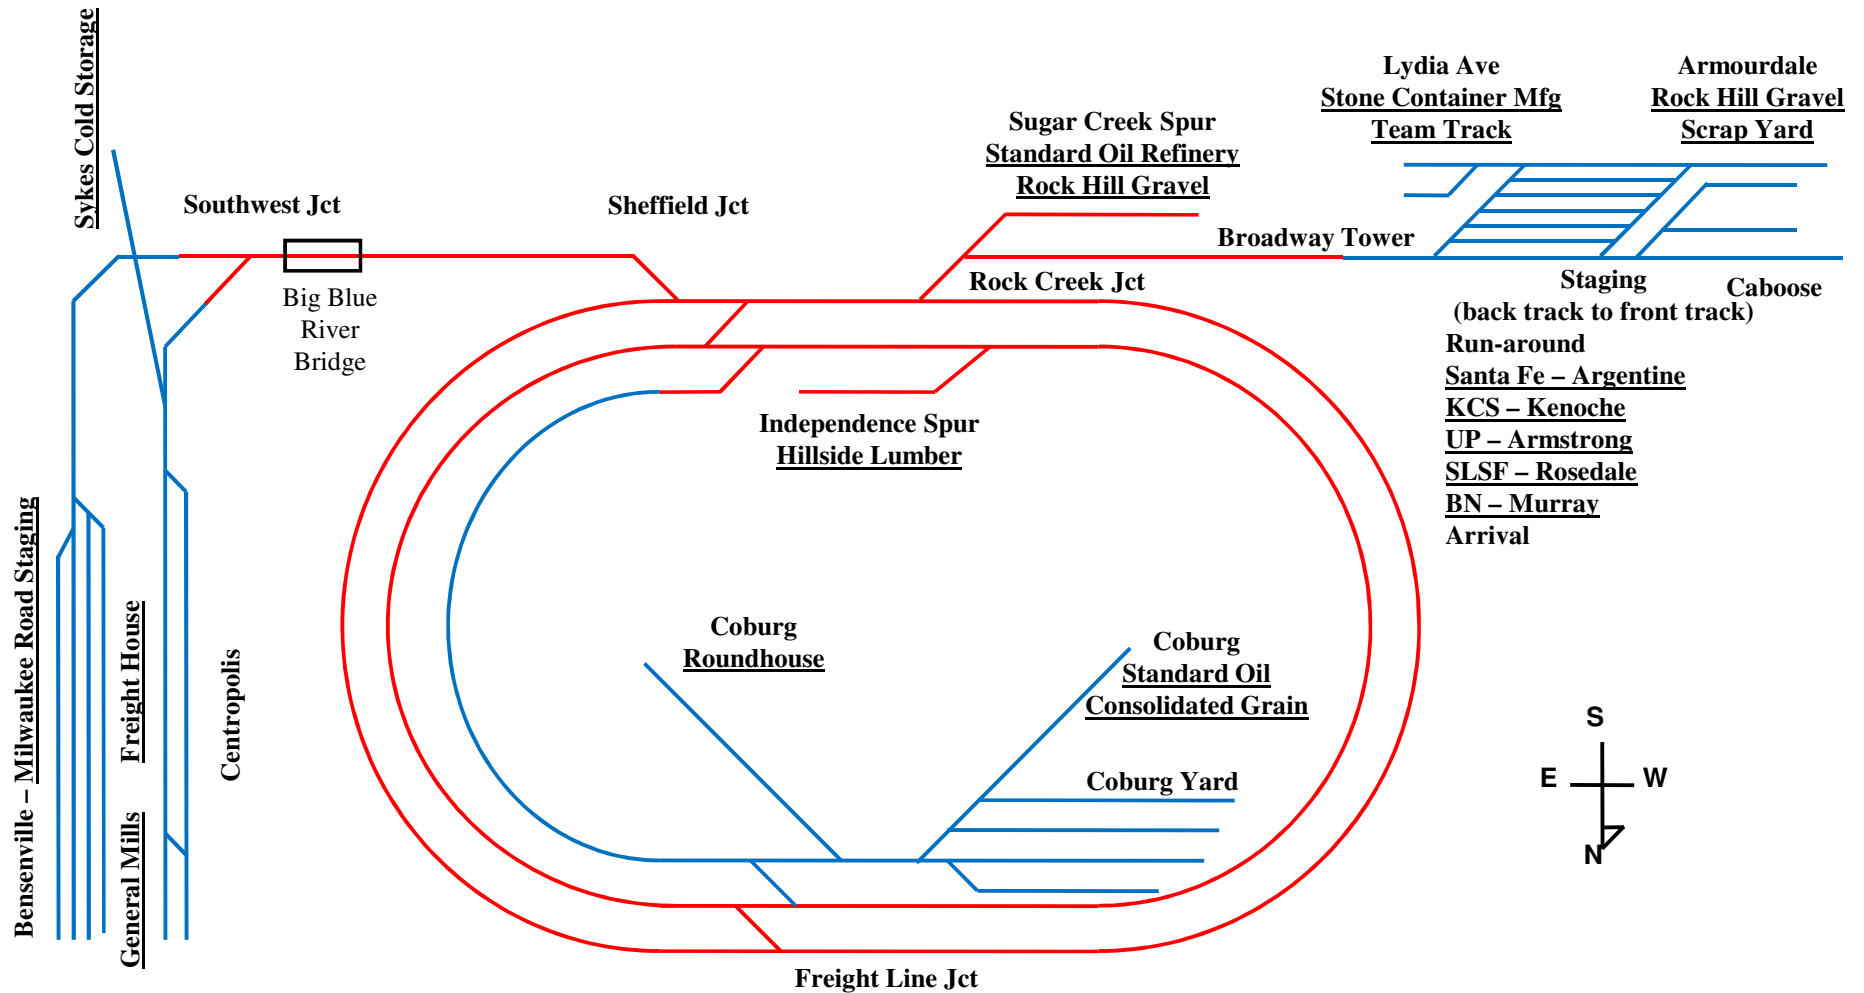 Sykes Cold Storage
Southwest Jct
Big Blue
River
Bridge
Sheffield Jct
Sugar Creek Spur
Standard Oil Refinery
Rock Hill Gravel
Rock Creek Jct
Broadway Tower
Lydia Ave
Stone Container Mfg
Team Track
Armourdale
Rock Hill Gravel
Scrap Yard
Staging
(back track to front track)
Caboose
Run-around
Santa Fe – Argentine
KCS – Kenoche
UP – Armstrong
SLSF – Rosedale
BN – Murray
Arrival
Independence Spur
Hillside Lumber
Bensenville – Milwaukee Road Staging
Freight House
General Mills
Centropolis
Coburg
Roundhouse
Coburg
Standard Oil
Consolidated Grain
Coburg Yard
Freight Line Jct
S
E
W
N